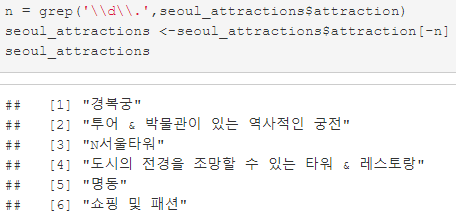 n = grep('\\d\\.',seoul_attractions$attraction)
seoul_attractions <-seoul_attractions$attraction[-n]
seoul_attractions
##   [1] "경복궁"
##   [2] "투어 & 박물관이 있는 역사적인 궁전"
##   [3] "N서울타워"
##   [4] "도시의 전경을 조망할 수 있는 타워 & 레스토랑"
##   [5] "명동"
##   [6] "쇼핑 및 패션"